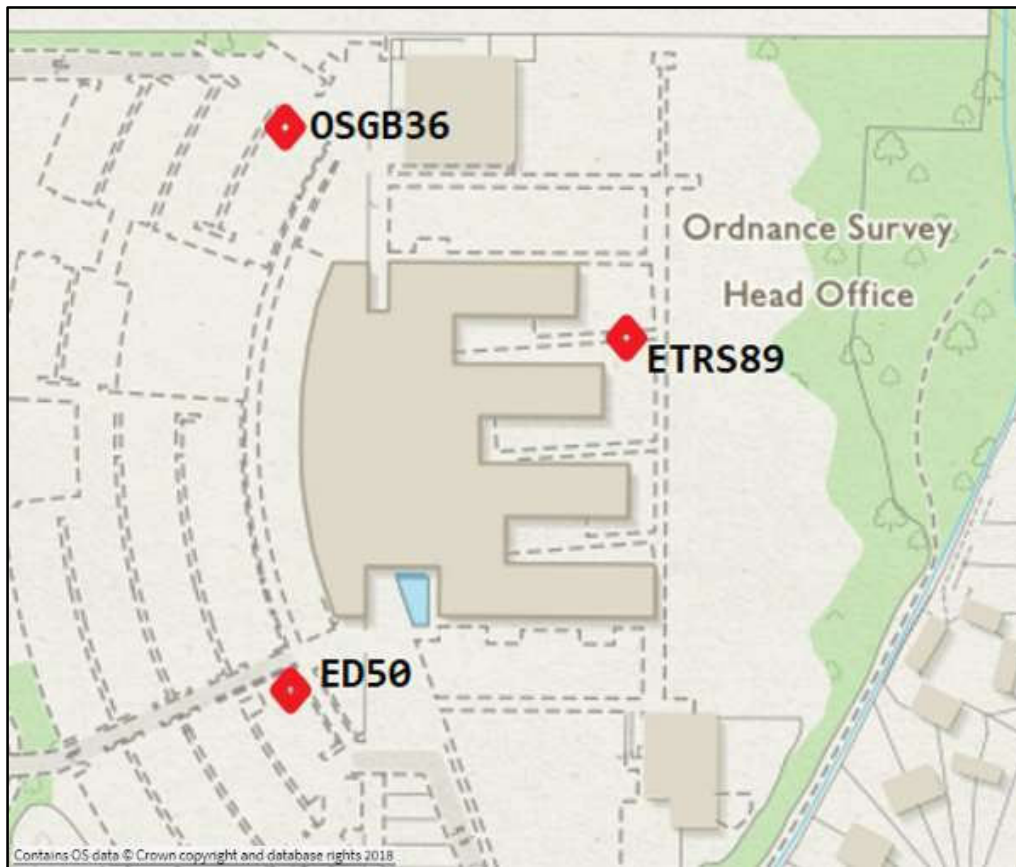 OSGB36
Ordnance Survey
Head Office
ETRS89
ED50
Contains OS data © Crown copyright and database rights 2018